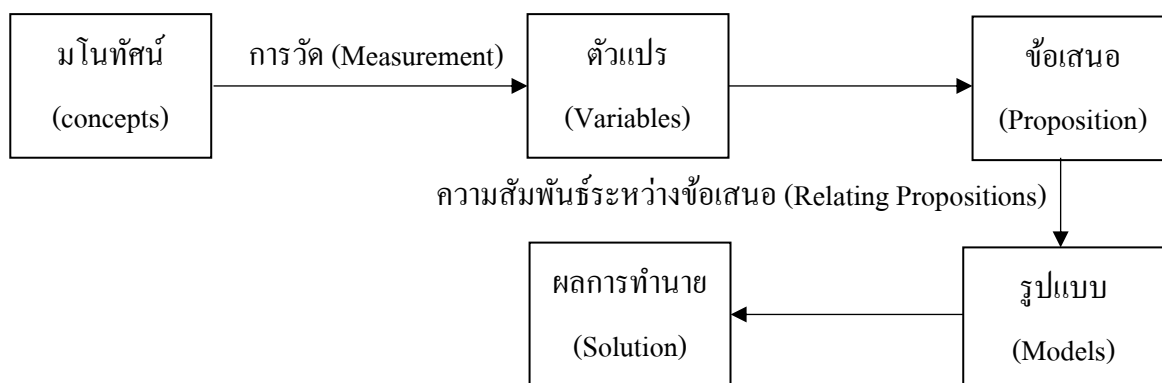 มโนทัศน์
(concepts)
การวัด (Measurement)
ตัวแปร
(Variables)
ข้อเสนอ
(Proposition)
ความสัมพันธ์ระหว่างข้อเสนอ (Relating Propositions)
ผลการทำนาย
(Solution)
รูปแบบ
(Models)